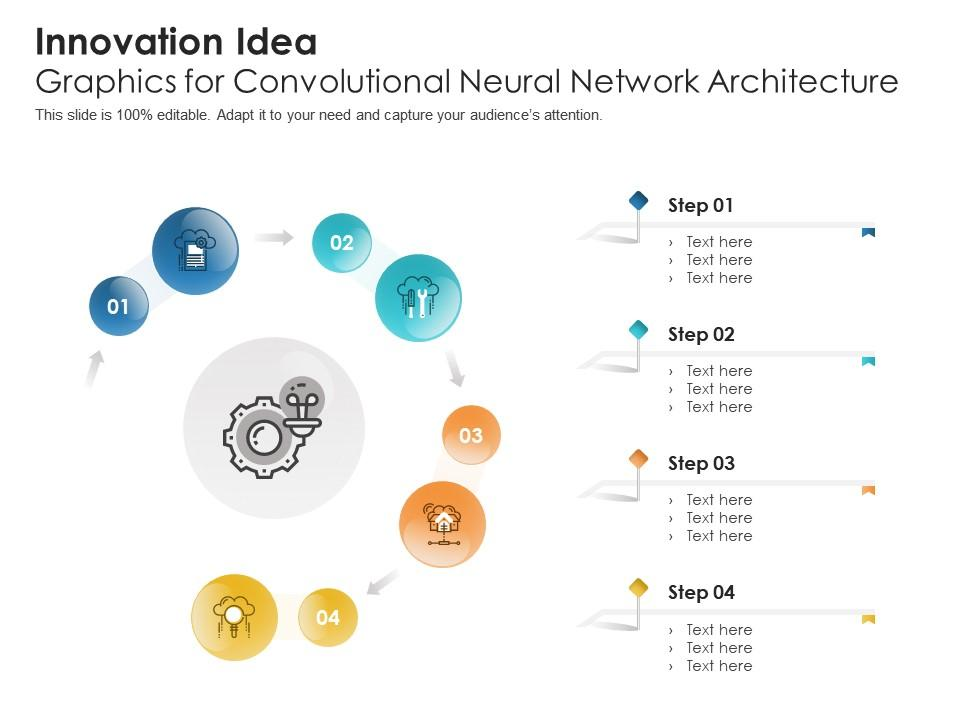 Innovation Idea
Graphics for Convolutional Neural Network Architecture
This slide is 100% editable. Adapt it to your need and capture your audience's attention.
01
02
03
04
Step 01
› Text here
› Text here
› Text here
Step 02
› Text here
› Text here
› Text here
Step 03
› Text here
› Text here
› Text here
Step 04
› Text here
› Text here
› Text here